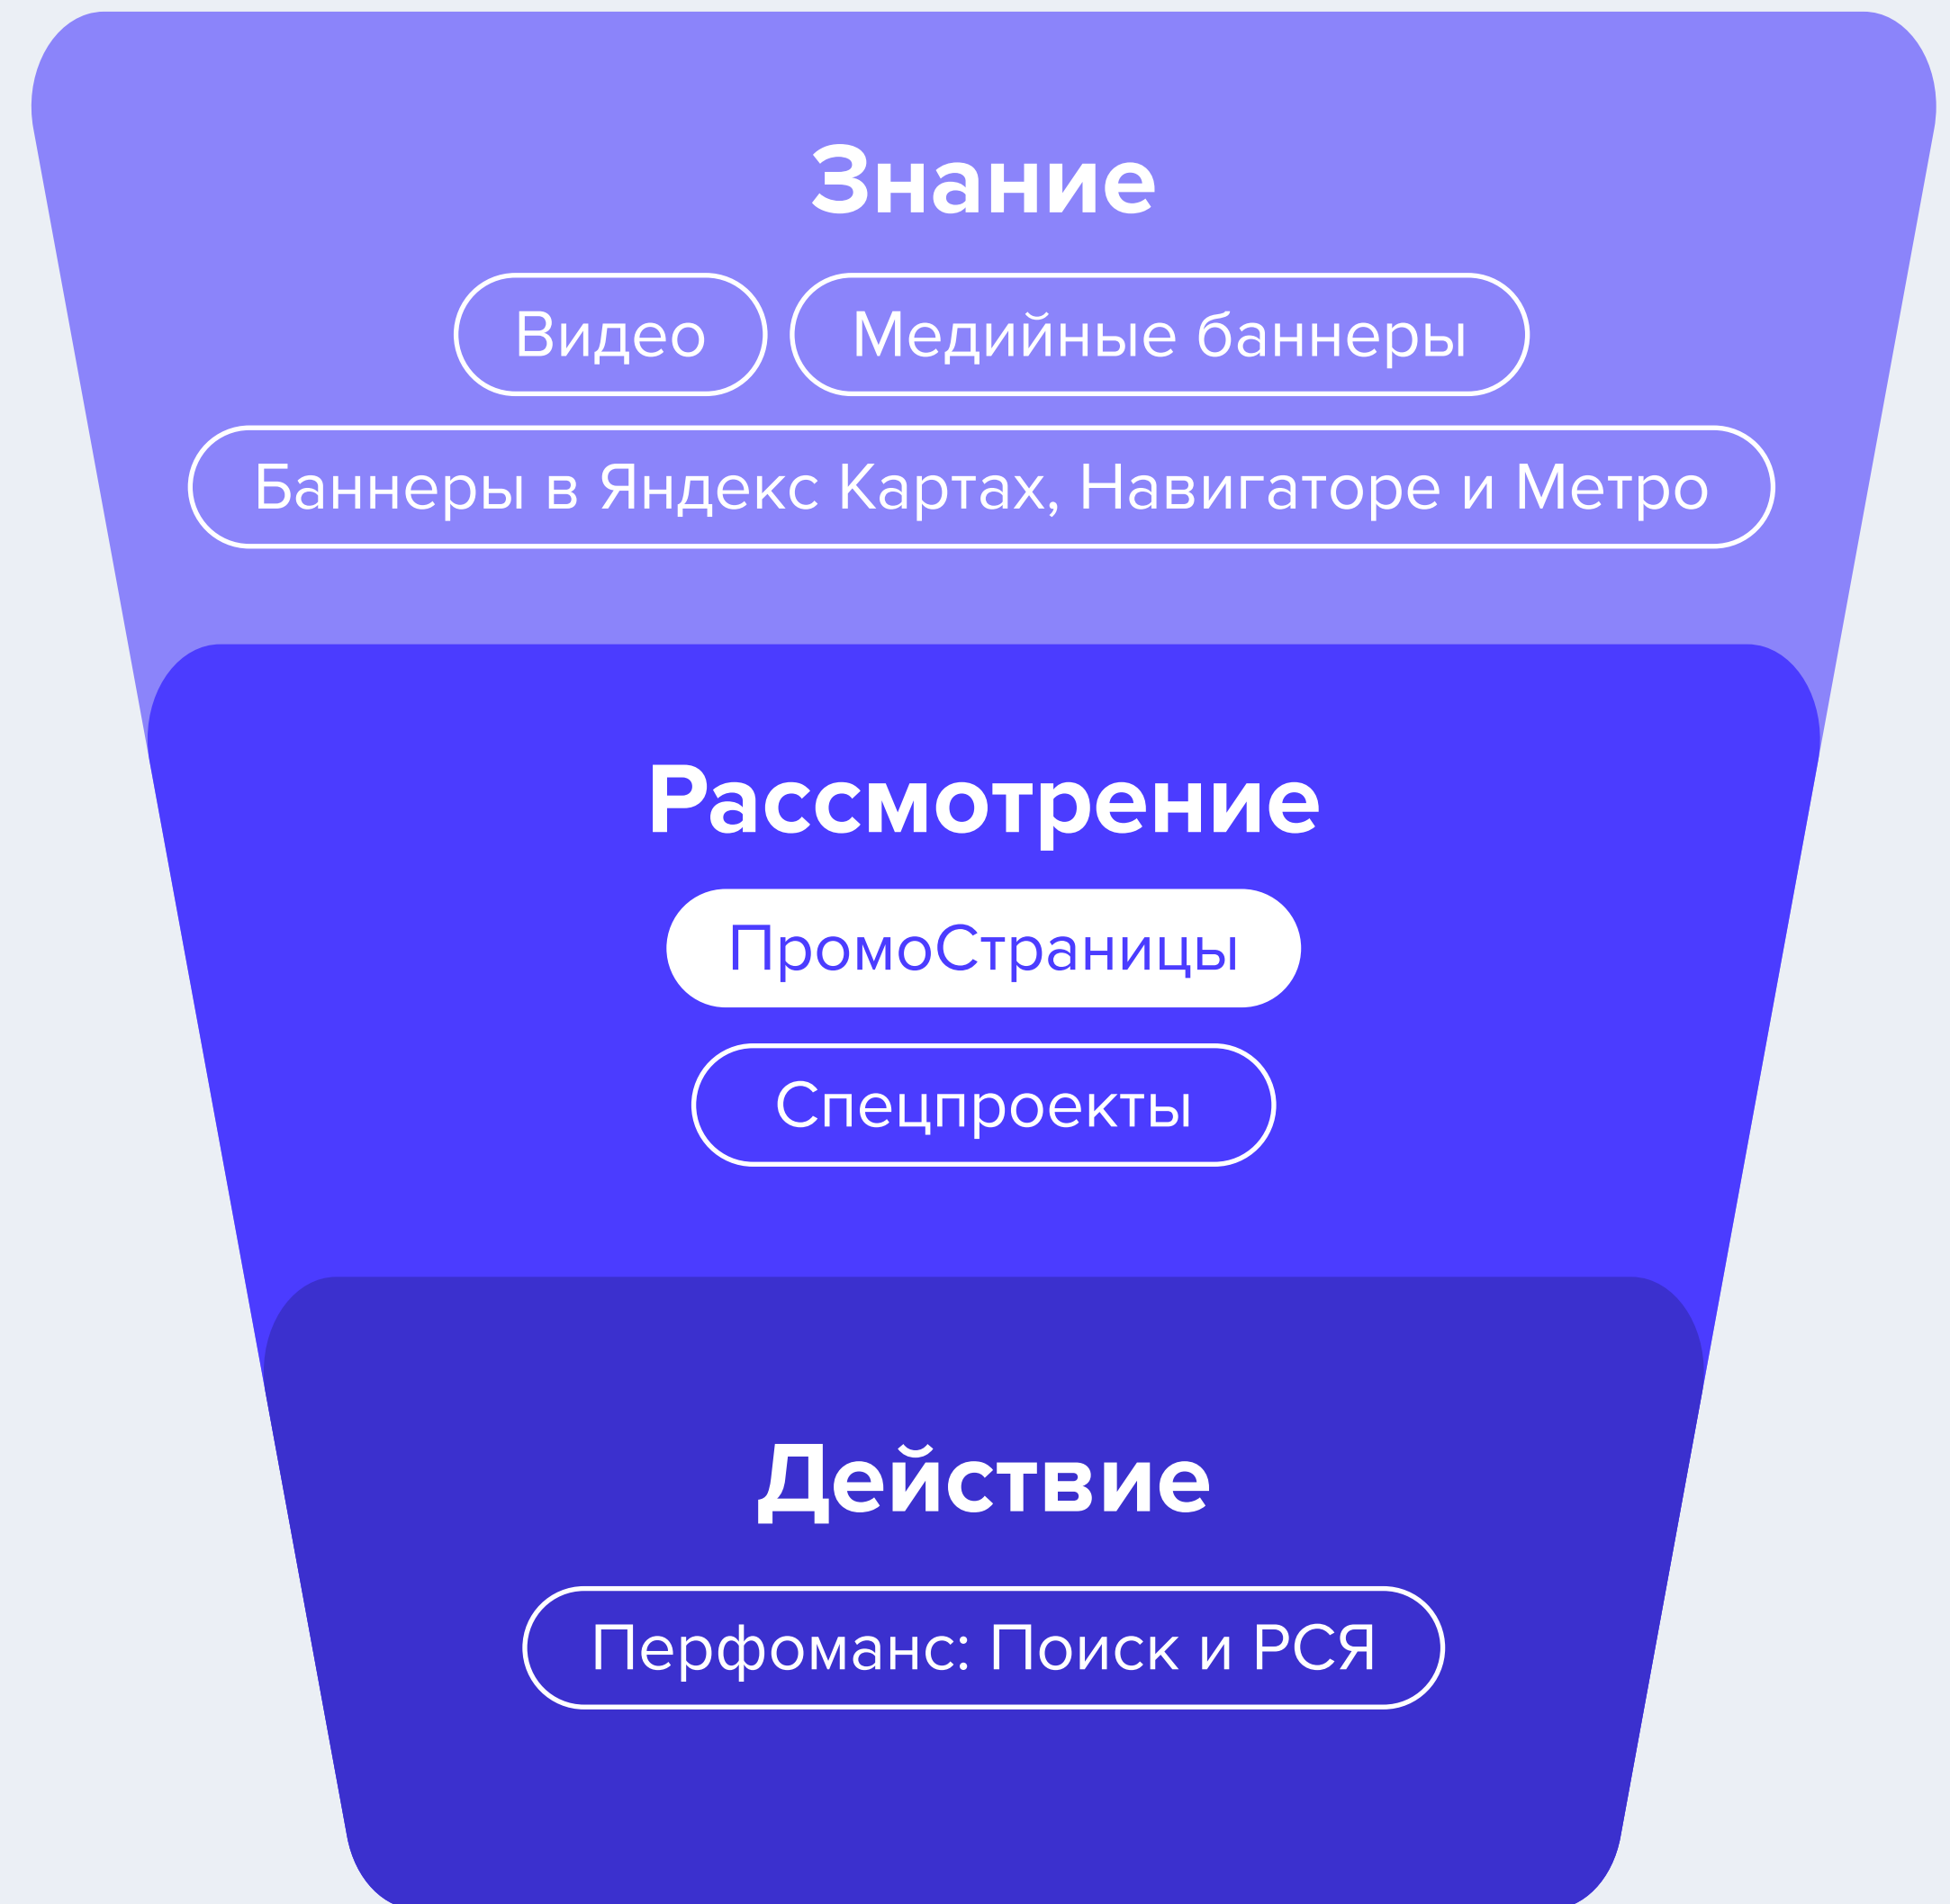 Знание
Видео
Медийные баннеры
Баннеры в Яндекс Картах, Навигаторе и Метро
Рассмотрение
ПромоСтраницы
Спецпроекты
Действие
Перфоманс: Поиск и РСЯ